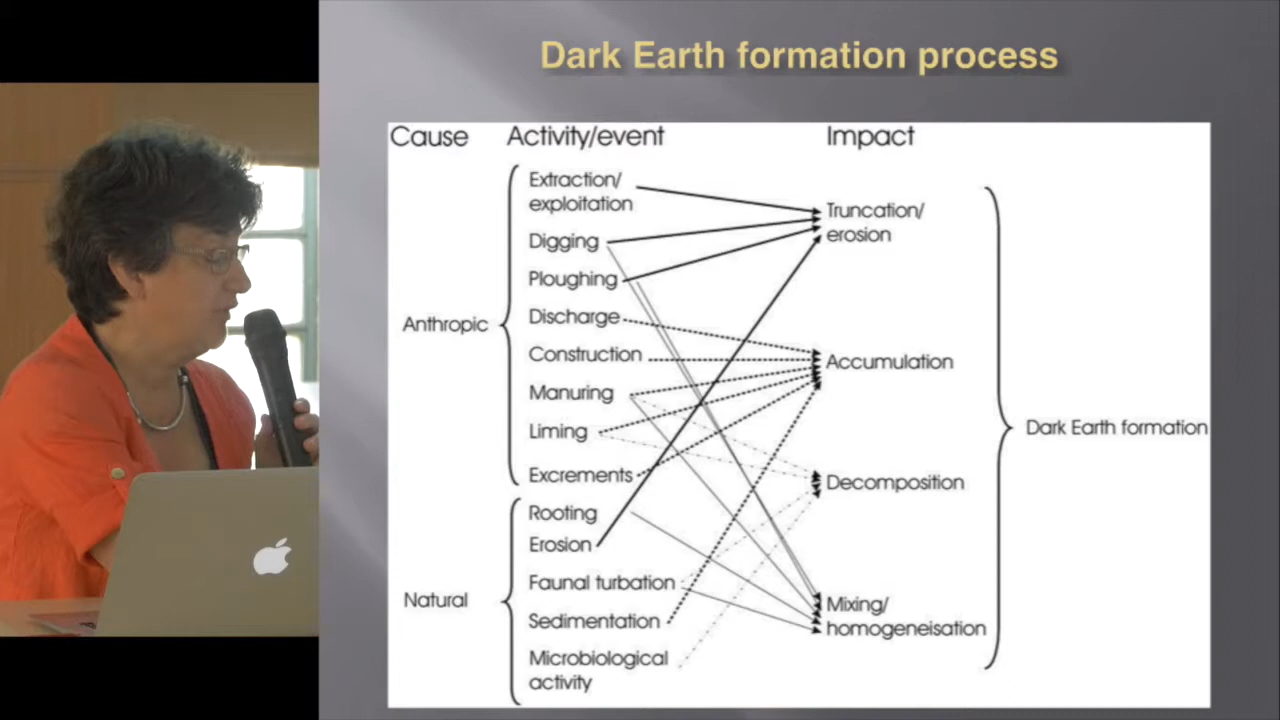 Dark Earth formation process
Cause Activity/event Impact
Extraction/
exploitation
Digging
Ploughing
Discharge
Construction
Manuring
Liming
Excrements
Rooting
Erosion
Faunal turbation
Sedimentation
Microbiological
activity
Anthropic
Natural
Truncation/
erosion
Accumulation
Decomposition
Mixing/
homogeneisation
Dark Earth formation